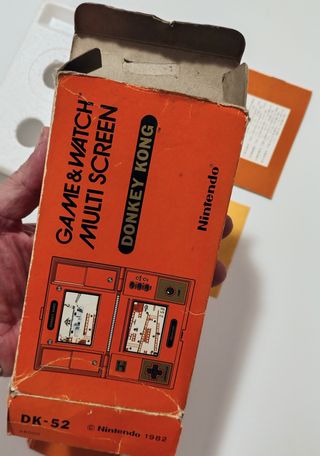 GAME & WATCH
MULTI SCREEN
DONKEY KONG
Nintendo®
DK-52
© Nintendo 1982